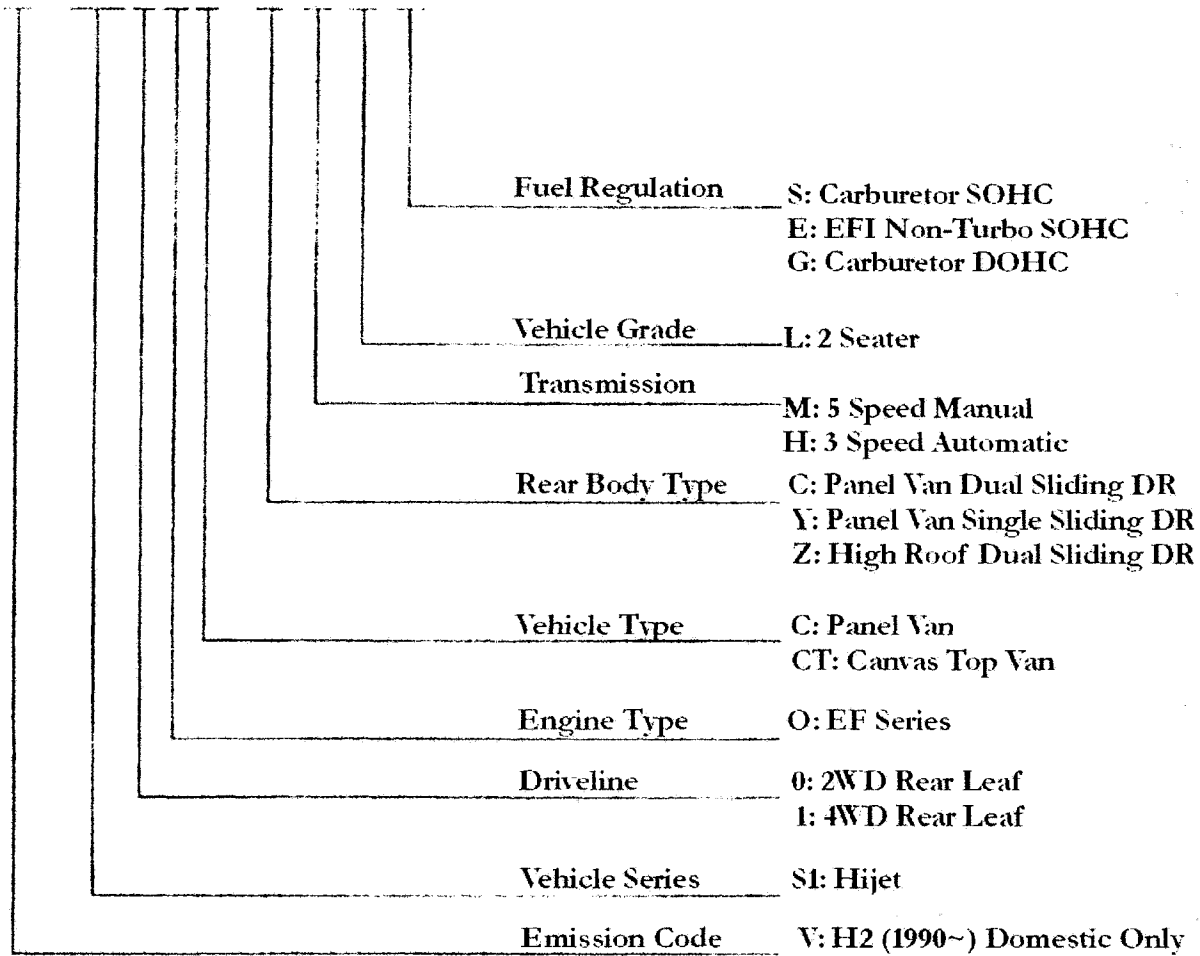 Fuel Regulation S: Carburetor SOHC
E: EFI Non-Turbo SOHC
G: Carburetor DOHC
Vehicle Grade L: 2 Seater
Transmission
M: 5 Speed Manual
H: 3 Speed Automatic
Rear Body Type C: Panel Van Dual Sliding DR
Y: Panel Van Single Sliding DR
Z: High Roof Dual Sliding DR
Vehicle Type C: Panel Van
CT: Canvas Top Van
Engine Type O: EF Series
Driveline 0: 2WD Rear Leaf
1: 4WD Rear Leaf
Vehicle Series S1: Hijet
Emission Code V: H2 (1990~) Domestic Only